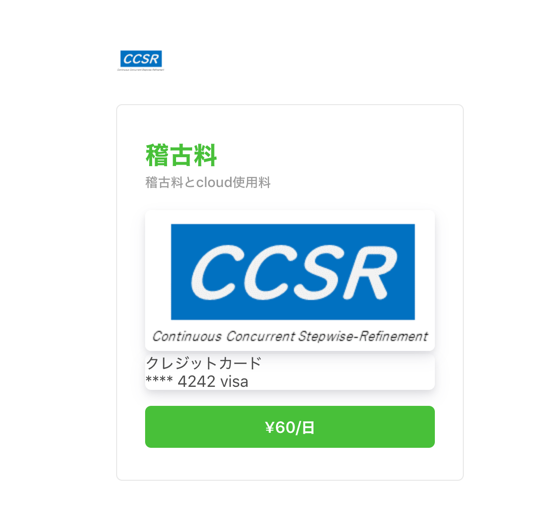 CCSR
稽古料
稽古料とcloud使用料
CCSR
Continuous Concurrent Stepwise-Refinement
クレジットカード
**** 4242 visa
¥60/日